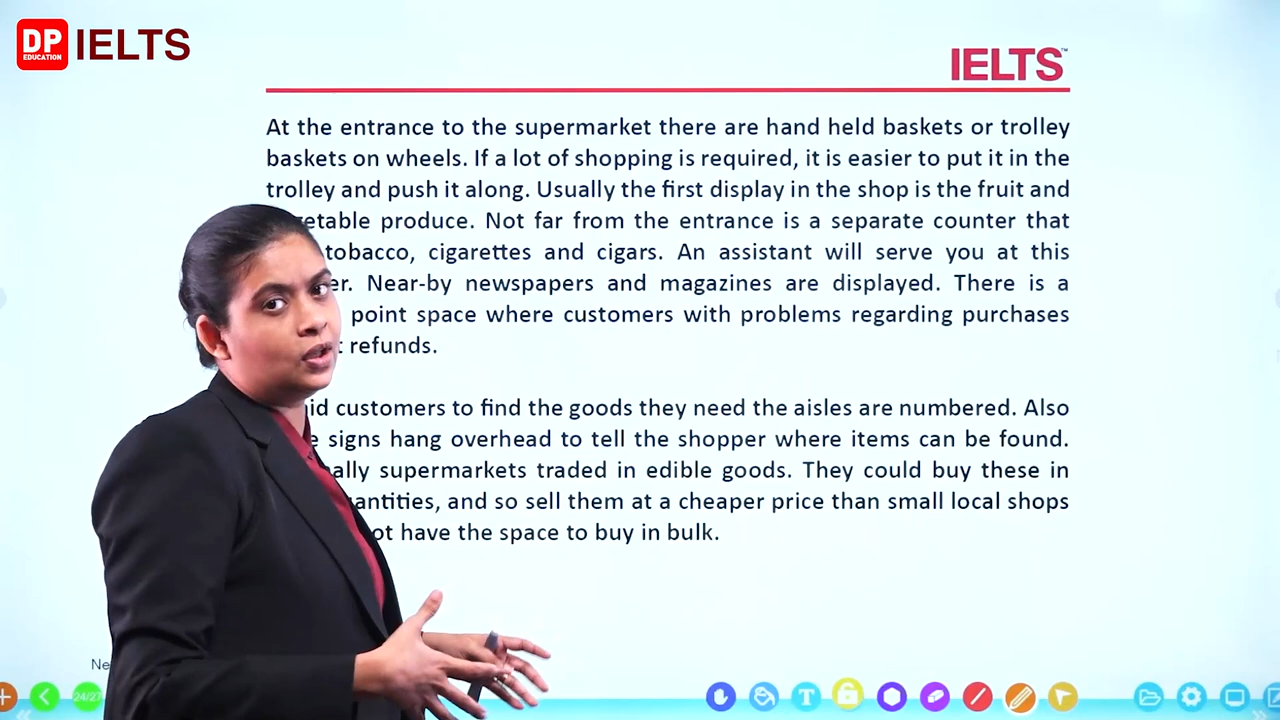 DP
EDUCATION
IELTS
IELTS™
At the entrance to the supermarket there are hand held baskets or trolley
baskets on wheels. If a lot of shopping is required, it is easier to put it in the
trolley and push it along. Usually the first display in the shop is the fruit and
produce. Not far from the entrance is a separate counter that
tobacco, cigarettes and cigars. An assistant will serve you at this
Near-by newspapers and magazines are displayed. There is a
point space where customers with problems regarding purchases
refunds.
customers to find the goods they need the aisles are numbered. Also
signs hang overhead to tell the shopper where items can be found.
supermarkets traded in edible goods. They could buy these in
and so sell them at a cheaper price than small local shops
have the space to buy in bulk.
24/27
T